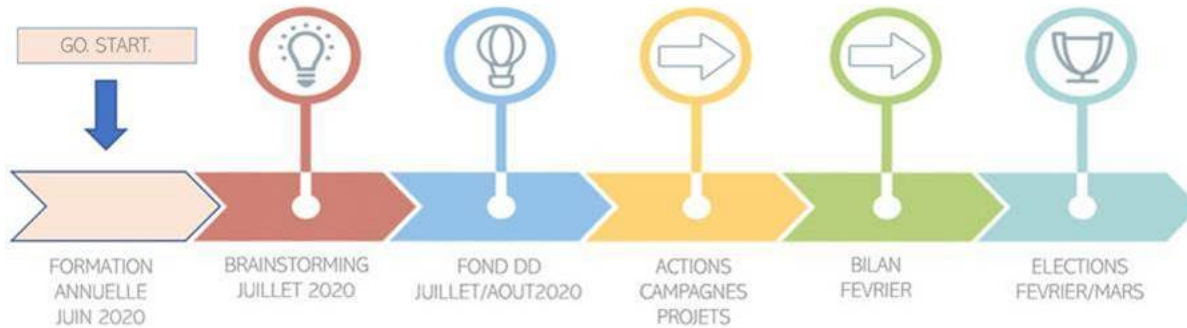 GO. START.
FORMATION
ANNUELLE
JUIN 2020
BRAINSTORMING
JUILLET 2020
FOND DD
JUILLET/AOUT2020
ACTIONS
CAMPAGNES
PROJETS
BILAN
FEVRIER
ELECTIONS
FEVRIER/MARS